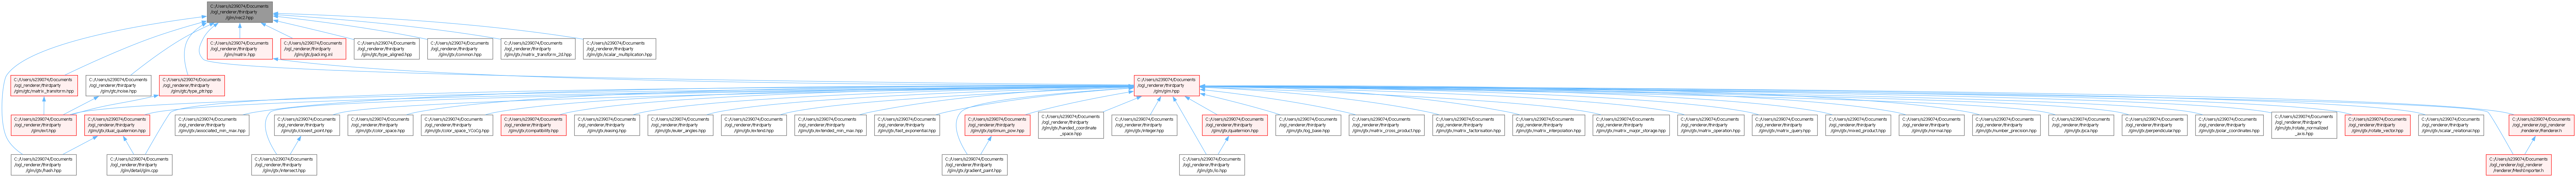 C:/Users/s239074/Documents
/ogl_renderer/thirdparty
/glm/vec2.hpp
C:/Users/s239074/Documents
/ogl_renderer/thirdparty
/glm/matrix.hpp
C:/Users/s239074/Documents
/ogl_renderer/thirdparty
/glm/gtc/packing.inl
C:/Users/s239074/Documents
/ogl_renderer/thirdparty
/glm/gtc/type_aligned.hpp
C:/Users/s239074/Documents
/ogl_renderer/thirdparty
/glm/gtx/common.hpp
C:/Users/s239074/Documents
/ogl_renderer/thirdparty
/glm/gtx/matrix_transform_2d.hpp
C:/Users/s239074/Documents
/ogl_renderer/thirdparty
/glm/gtx/scalar_multiplication.hpp
C:/Users/s239074/Documents
/ogl_renderer/thirdparty
/glm/gtc/matrix_transform.hpp
C:/Users/s239074/Documents
/ogl_renderer/thirdparty
/glm/gtc/noise.hpp
C:/Users/s239074/Documents
/ogl_renderer/thirdparty
/glm/gtc/type_ptr.hpp
C:/Users/s239074/Documents
/ogl_renderer/thirdparty
/glm/glm.hpp
C:/Users/s239074/Documents
/ogl_renderer/thirdparty
/glm/ext.hpp
C:/Users/s239074/Documents
/ogl_renderer/thirdparty
/glm/gtx/dual_quaternion.hpp
C:/Users/s239074/Documents
/ogl_renderer/thirdparty
/glm/gtx/associated_min_max.hpp
C:/Users/s239074/Documents
/ogl_renderer/thirdparty
/glm/gtx/closest_point.hpp
C:/Users/s239074/Documents
/ogl_renderer/thirdparty
/glm/gtx/color_space.hpp
C:/Users/s239074/Documents
/ogl_renderer/thirdparty
/glm/gtx/color_space_YCoCg.hpp
C:/Users/s239074/Documents
/ogl_renderer/thirdparty
/glm/gtx/compatibility.hpp
C:/Users/s239074/Documents
/ogl_renderer/thirdparty
/glm/gtx/easing.hpp
C:/Users/s239074/Documents
/ogl_renderer/thirdparty
/glm/gtx/euler_angles.hpp
C:/Users/s239074/Documents
/ogl_renderer/thirdparty
/glm/gtx/extend.hpp
C:/Users/s239074/Documents
/ogl_renderer/thirdparty
/glm/gtx/extended_min_max.hpp
C:/Users/s239074/Documents
/ogl_renderer/thirdparty
/glm/gtx/fast_exponential.hpp
C:/Users/s239074/Documents
/ogl_renderer/thirdparty
/glm/gtx/optimum_pow.hpp
C:/Users/s239074/Documents
/ogl_renderer/thirdparty
/glm/gtx/handed_coordinate
_space.hpp
C:/Users/s239074/Documents
/ogl_renderer/thirdparty
/glm/gtx/integer.hpp
C:/Users/s239074/Documents
/ogl_renderer/thirdparty
/glm/gtx/quaternion.hpp
C:/Users/s239074/Documents
/ogl_renderer/thirdparty
/glm/gtx/log_base.hpp
C:/Users/s239074/Documents
/ogl_renderer/thirdparty
/glm/gtx/matrix_cross_product.hpp
C:/Users/s239074/Documents
/ogl_renderer/thirdparty
/glm/gtx/matrix_factorisation.hpp
C:/Users/s239074/Documents
/ogl_renderer/thirdparty
/glm/gtx/matrix_interpolation.hpp
C:/Users/s239074/Documents
/ogl_renderer/thirdparty
/glm/gtx/matrix_major_storage.hpp
C:/Users/s239074/Documents
/ogl_renderer/thirdparty
/glm/gtx/matrix_operation.hpp
C:/Users/s239074/Documents
/ogl_renderer/thirdparty
/glm/gtx/matrix_query.hpp
C:/Users/s239074/Documents
/ogl_renderer/thirdparty
/glm/gtx/mixed_product.hpp
C:/Users/s239074/Documents
/ogl_renderer/thirdparty
/glm/gtx/normal.hpp
C:/Users/s239074/Documents
/ogl_renderer/thirdparty
/glm/gtx/number_precision.hpp
C:/Users/s239074/Documents
/ogl_renderer/thirdparty
/glm/gtx/pca.hpp
C:/Users/s239074/Documents
/ogl_renderer/thirdparty
/glm/gtx/perpendicular.hpp
C:/Users/s239074/Documents
/ogl_renderer/thirdparty
/glm/gtx/polar_coordinates.hpp
C:/Users/s239074/Documents
/ogl_renderer/thirdparty
/glm/gtx/rotate_normalized
_axis.hpp
C:/Users/s239074/Documents
/ogl_renderer/thirdparty
/glm/gtx/rotate_vector.hpp
C:/Users/s239074/Documents
/ogl_renderer/thirdparty
/glm/gtx/scalar_relational.hpp
C:/Users/s239074/Documents
/ogl_renderer/ogl_renderer
/renderer/Renderer.h
C:/Users/s239074/Documents
/ogl_renderer/thirdparty
/glm/gtx/hash.hpp
C:/Users/s239074/Documents
/ogl_renderer/thirdparty
/glm/detail/glm.cpp
C:/Users/s239074/Documents
/ogl_renderer/thirdparty
/glm/gtx/intersect.hpp
C:/Users/s239074/Documents
/ogl_renderer/thirdparty
/glm/gtx/gradient_paint.hpp
C:/Users/s239074/Documents
/ogl_renderer/thirdparty
/glm/gtx/io.hpp
C:/Users/s239074/Documents
/ogl_renderer/ogl_renderer
/renderer/MeshImporter.h